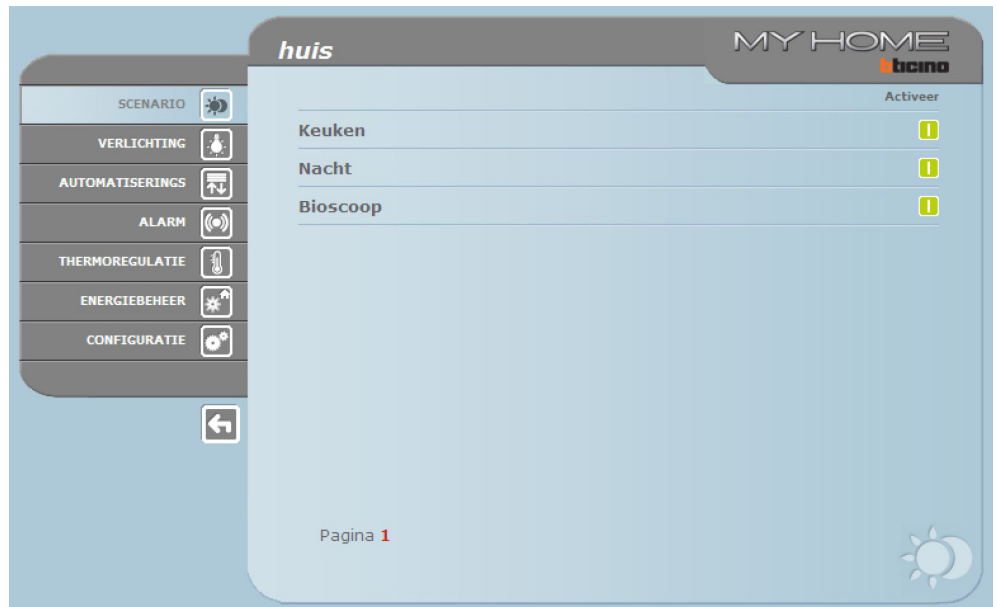 huis
MY HOME
bticino
SCENARIO
VERLICHTING
AUTOMATISERINGS
ALARM
THERMOREGULATIE
ENERGIEBEHEER
CONFIGURATIE
Activeer
Keuken
Nacht
Bioscoop
Pagina 1